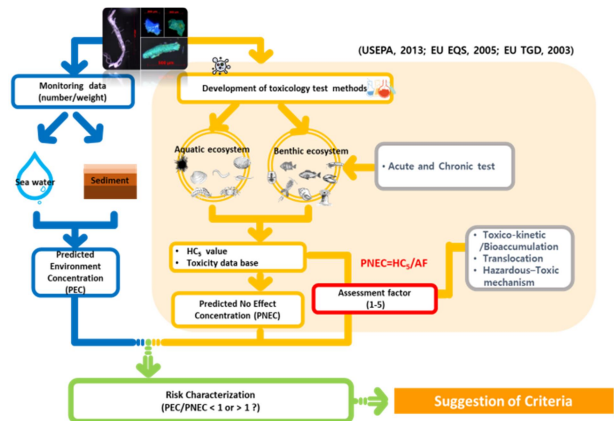 (USEPA, 2013; EU EQS, 2005; EU TGD, 2003)
Monitoring data
(number/weight)
Development of toxicology test methods
Aquatic ecosystem
Benthic ecosystem
• Acute and Chronic test
Sea water
Sediment
• HC5 value
• Toxicity data base
PNEC=HC5/AF
• Toxico-kinetic
/Bioaccumulation
• Translocation
• Hazardous–Toxic
mechanism
Predicted
Environment
Concentration
(PEC)
Predicted No Effect
Concentration (PNEC)
Assessment factor
(1-5)
Risk Characterization
(PEC/PNEC < 1 or > 1 ?)
Suggestion of Criteria